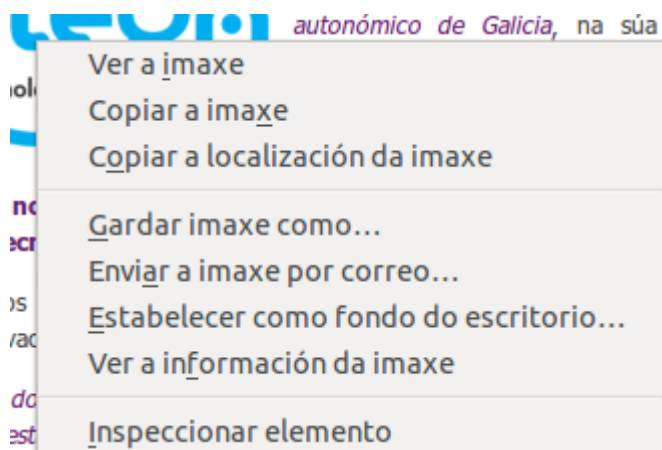 autonómico de Galicia, na súa
Ver a imaxe
Copiar a imaxe
Copiar a localización da imaxe
Gardar imaxe como...
Enviar a imaxe por correo...
Estabelecer como fondo do escritorio...
Ver a información da imaxe
Inspeccionar elemento